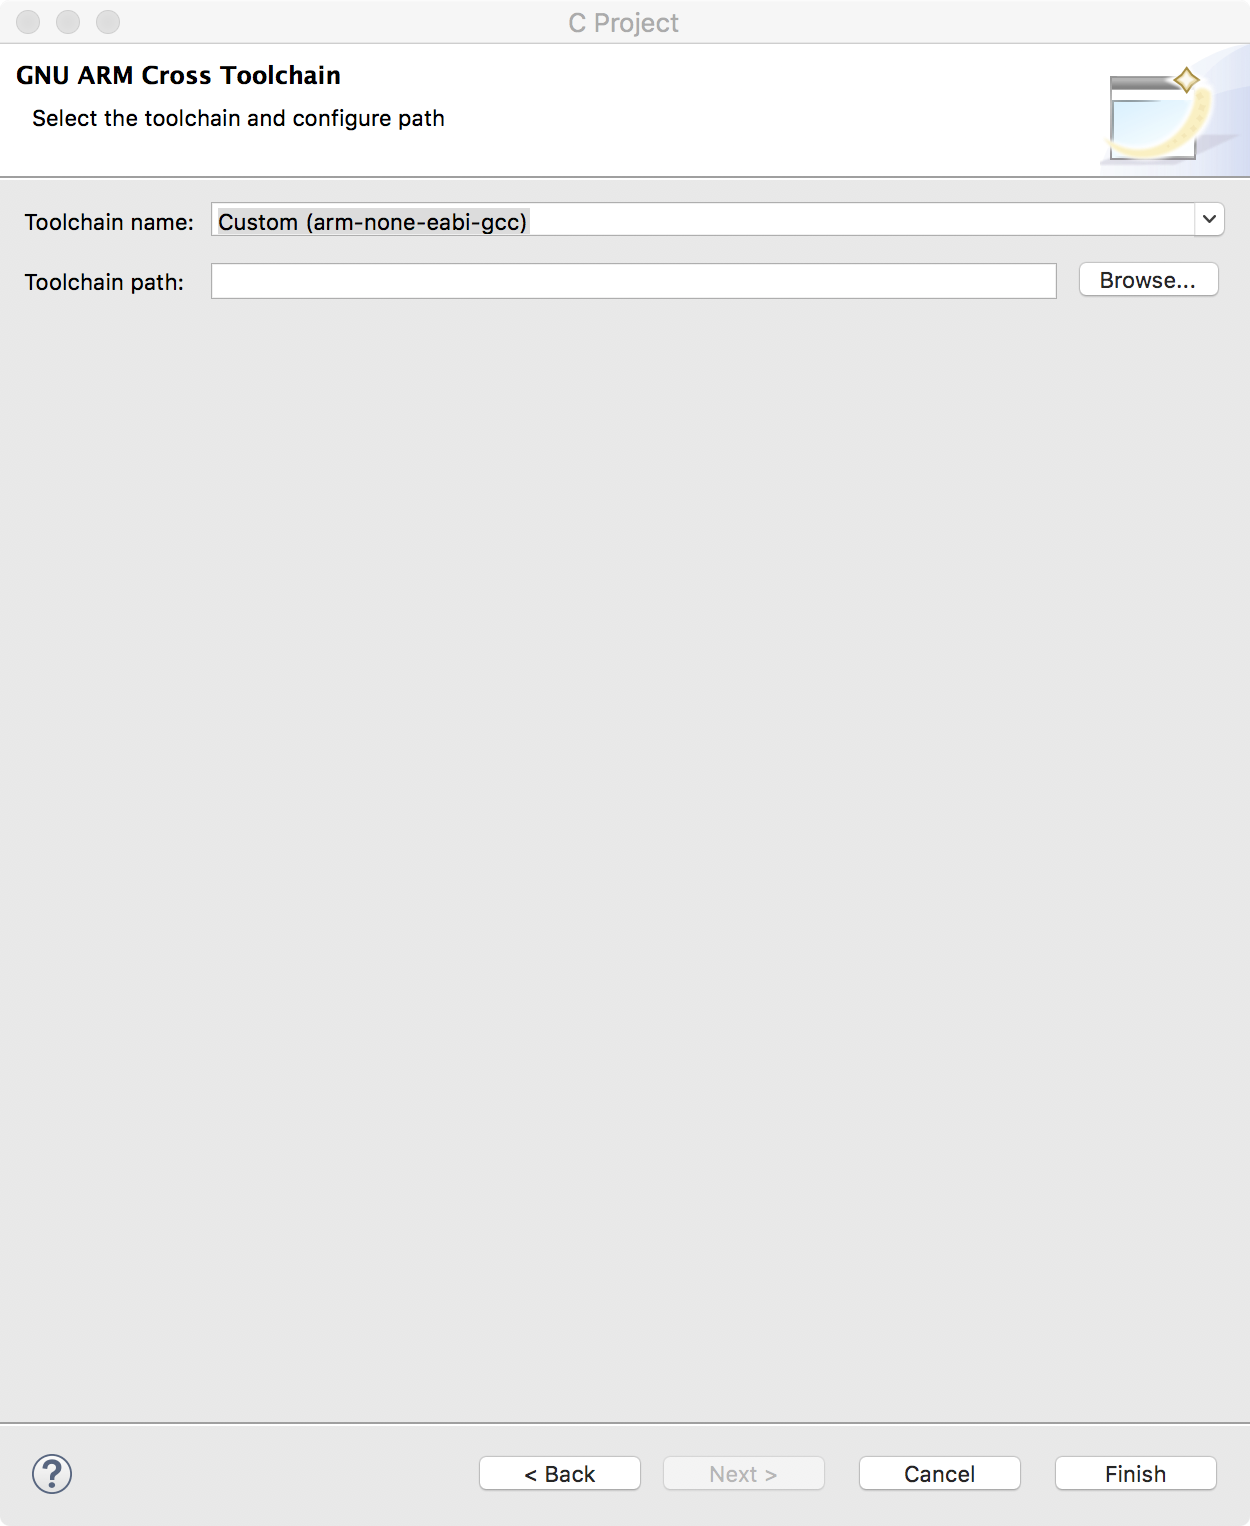 C Project
GNU ARM Cross Toolchain
Select the toolchain and configure path
Toolchain name: Custom (arm-none-eabi-gcc)
Toolchain path: Browse...
? < Back Next > Cancel Finish